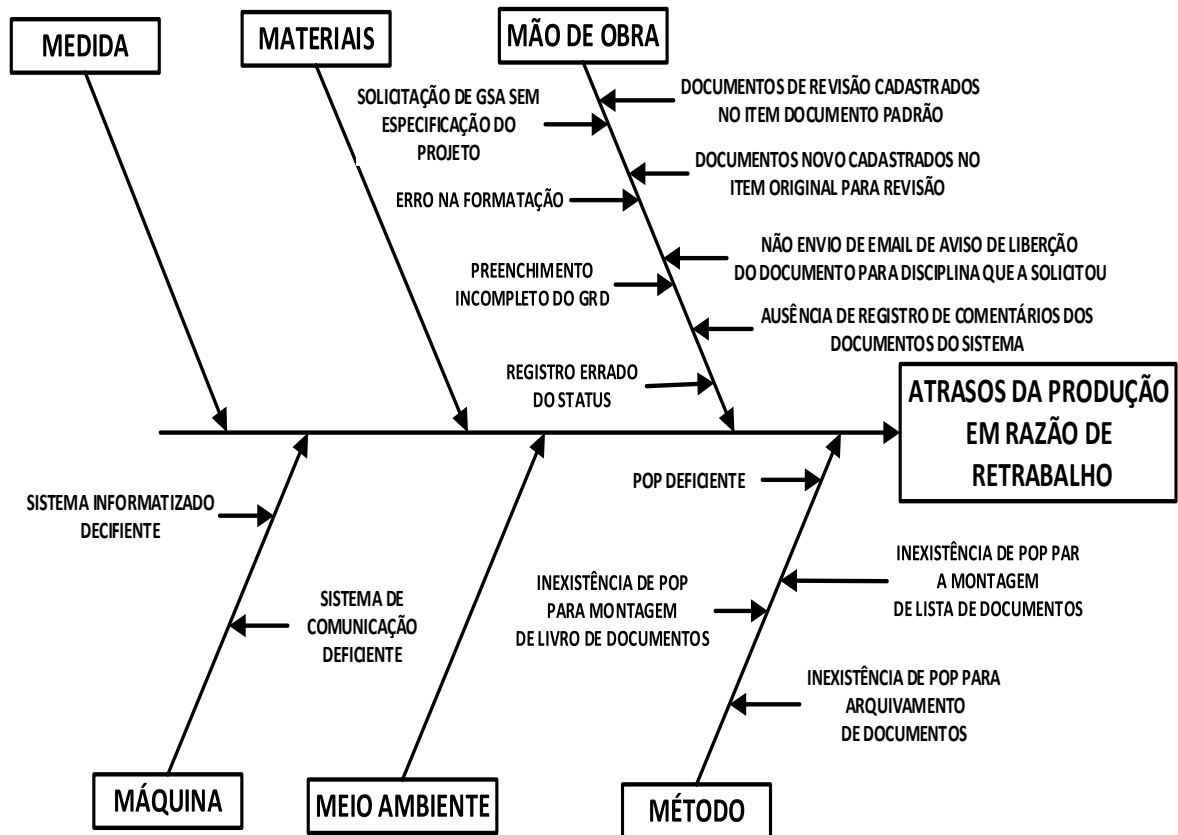 MEDIDA
MATERIAIS
MÃO DE OBRA
SOLICITAÇÃO DE GSA SEM
ESPECIFICAÇÃO DO
PROJETO
DOCUMENTOS DE REVISÃO CADASTRADOS
NO ITEM DOCUMENTO PADRÃO
ERRO NA FORMATAÇÃO
DOCUMENTOS NOVO CADASTRADOS NO
ITEM ORIGINAL PARA REVISÃO
PREENCHIMENTO
INCOMPLETO DO GRD
NÃO ENVIO DE EMAIL DE AVISO DE LIBERÇÃO
DO DOCUMENTO PARA DISCIPLINA QUE A SOLICITOU
REGISTRO ERRADO
DO STATUS
AUSÊNCIA DE REGISTRO DE COMENTÁRIOS DOS
DOCUMENTOS DO SISTEMA
ATRASOS DA PRODUÇÃO
EM RAZÃO DE
RETRABALHO
SISTEMA INFORMATIZADO
DECIFIENTE
SISTEMA DE
COMUNICAÇÃO
DEFICIENTE
POP DEFICIENTE
INEXISTÊNCIA DE POP
PARA MONTAGEM
DE LIVRO DE DOCUMENTOS
INEXISTÊNCIA DE POP PAR
A MONTAGEM
DE LISTA DE DOCUMENTOS
INEXISTÊNCIA DE POP PARA
ARQUIVAMENTO
DE DOCUMENTOS
MÁQUINA
MEIO AMBIENTE
MÉTODO